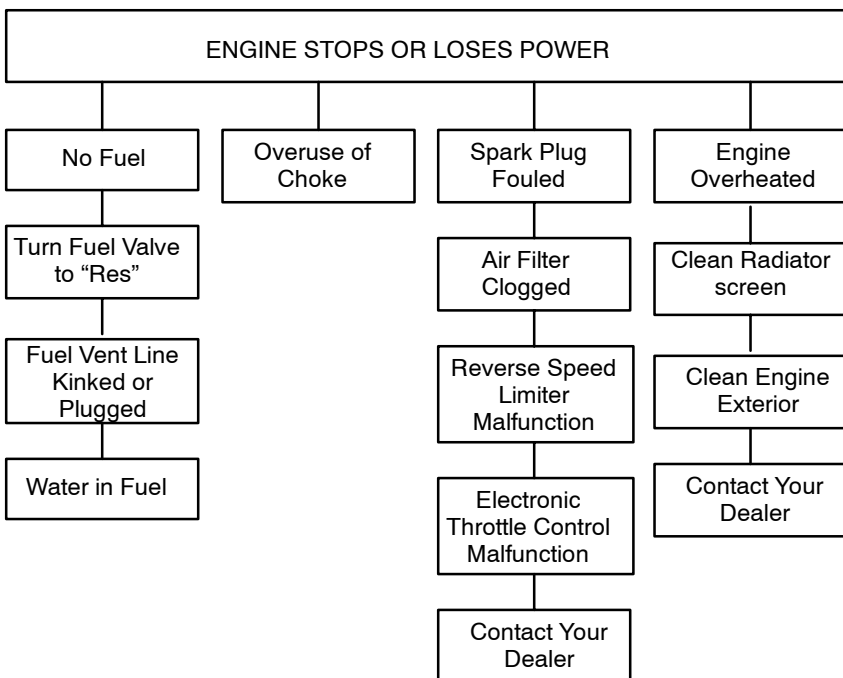 ENGINE STOPS OR LOSES POWER
No Fuel
Turn Fuel Valve
to “Res”
Fuel Vent Line
Kinked or
Plugged
Water in Fuel
Overuse of
Choke
Spark Plug
Fouled
Air Filter
Clogged
Reverse Speed
Limiter
Malfunction
Electronic
Throttle Control
Malfunction
Contact Your
Dealer
Engine
Overheated
Clean Radiator
screen
Clean Engine
Exterior
Contact Your
Dealer